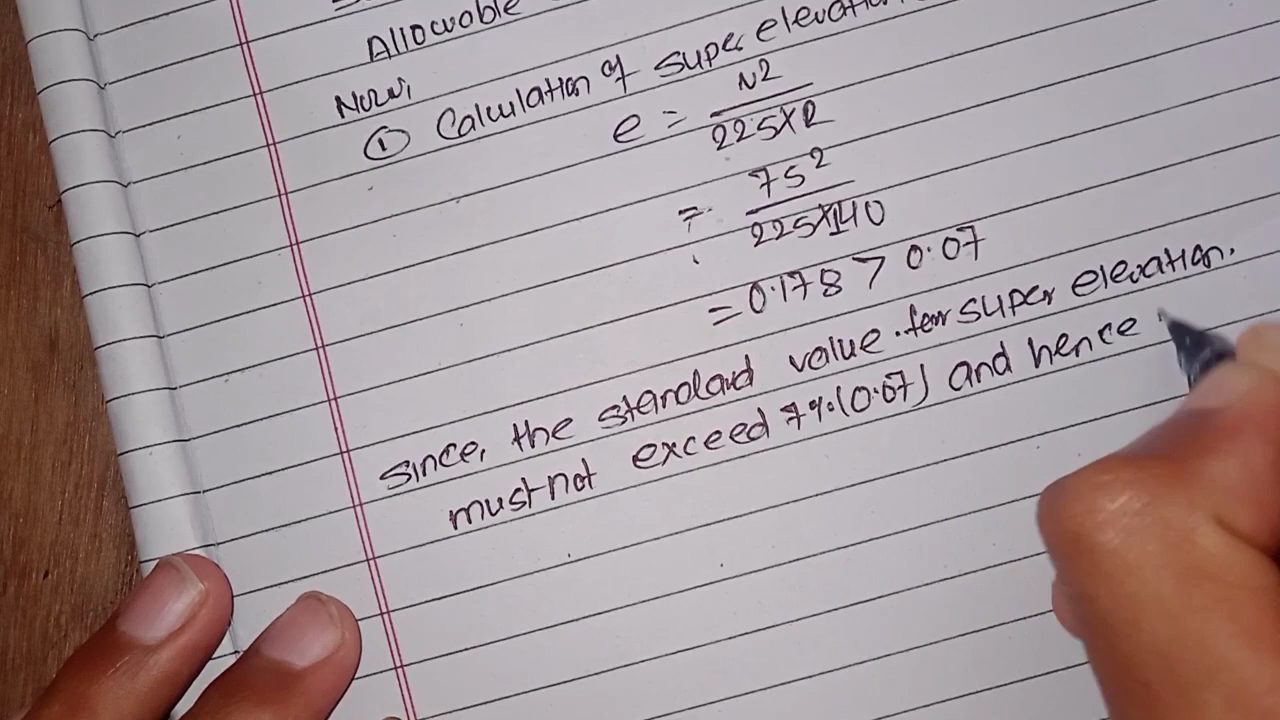 Allowable
Now,
① Calculation of super elevation
e = v²/225×R
= 75²/225×140
= 0.178 > 0.07
Since, the standard value for super elevation.
must not exceed 7% (0.07) and hence